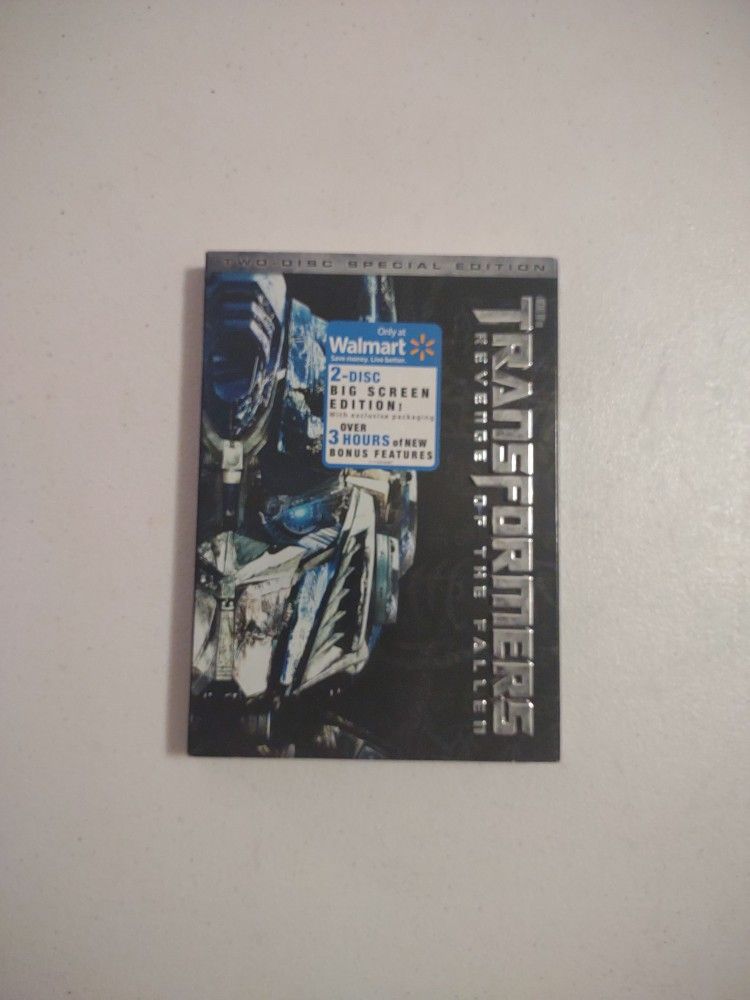 TWO-DISC SPECIAL EDITION
Only at
Walmart
Save money. Live better.
2-DISC
BIG SCREEN
EDITION!
With exclusive packaging
OVER
3 HOURS of NEW
BONUS FEATURES
TRANSFORMERS
REVENGE OF THE FALLEN